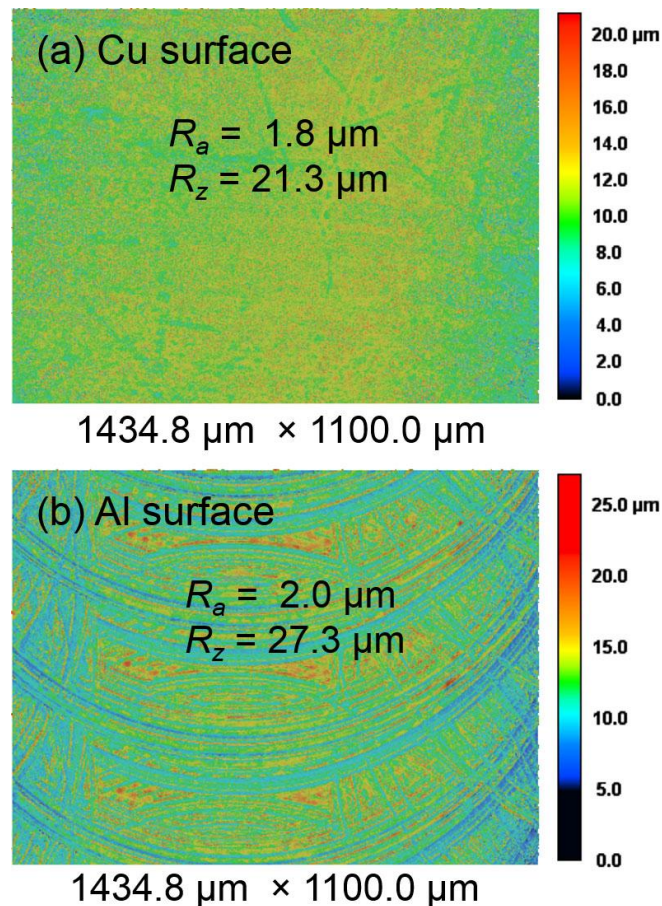 (a) Cu surface
Rₐ = 1.8 µm
R_z = 21.3 µm
20.0 µm
18.0
16.0
14.0
12.0
10.0
8.0
6.0
4.0
2.0
0.0
1434.8 µm × 1100.0 µm
(b) Al surface
Rₐ = 2.0 µm
R_z = 27.3 µm
25.0 µm
20.0
15.0
10.0
5.0
0.0
1434.8 µm × 1100.0 µm